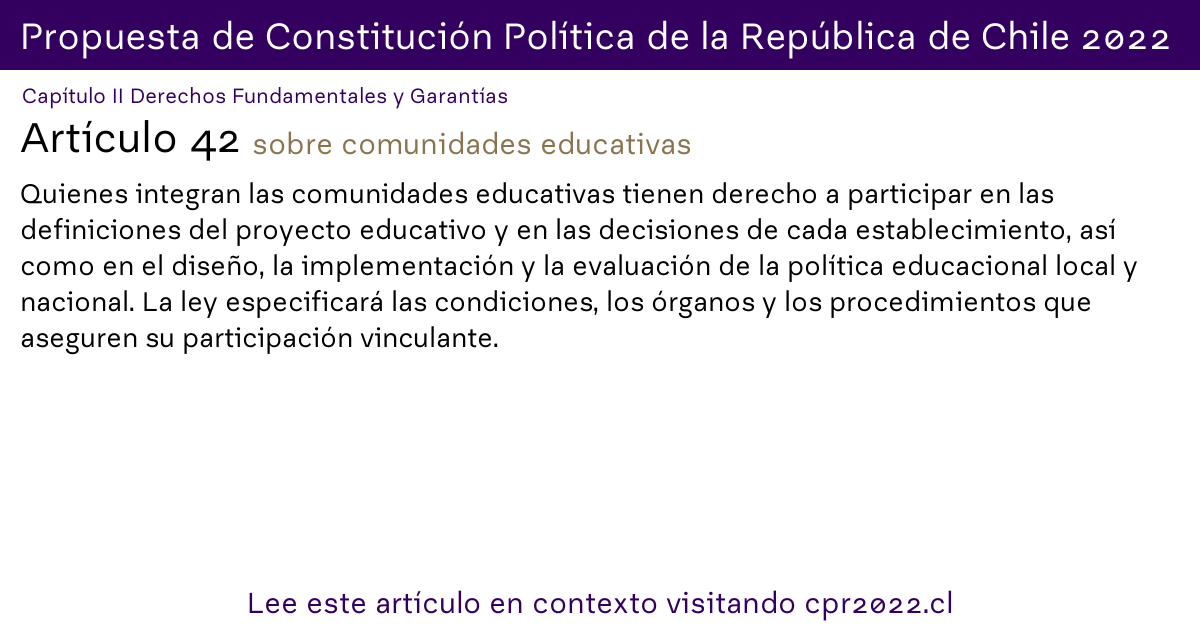 Propuesta de Constitución Política de la República de Chile 2022
Capítulo II Derechos Fundamentales y Garantías
Artículo 42 sobre comunidades educativas
Quienes integran las comunidades educativas tienen derecho a participar en las
definiciones del proyecto educativo y en las decisiones de cada establecimiento, así
como en el diseño, la implementación y la evaluación de la política educacional local y
nacional. La ley especificará las condiciones, los órganos y los procedimientos que
aseguren su participación vinculante.
Lee este artículo en contexto visitando cpr2022.cl